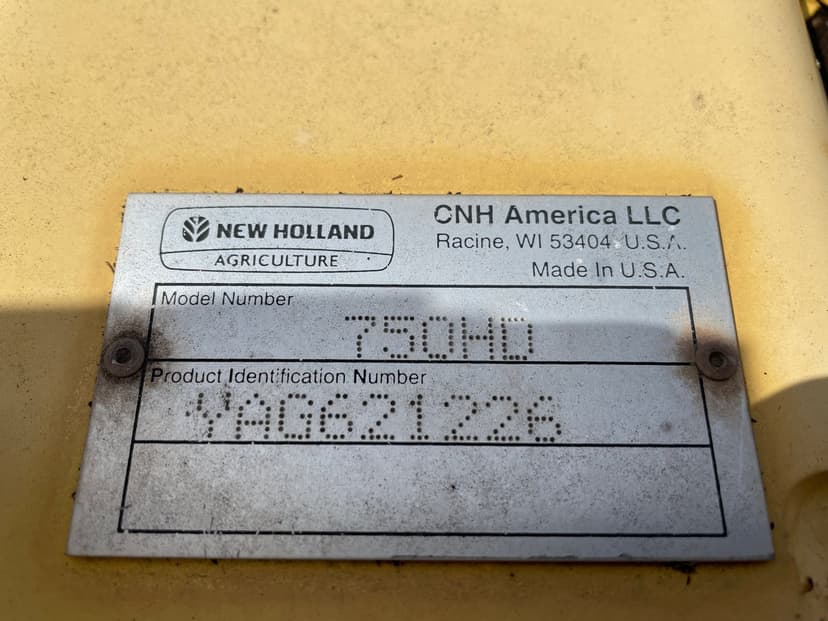 NEW HOLLAND
AGRICULTURE
CNH America LLC
Racine, WI 53404 U.S.A.
Made In U.S.A.
Model Number
750HD
Product Identification Number
YAG621226